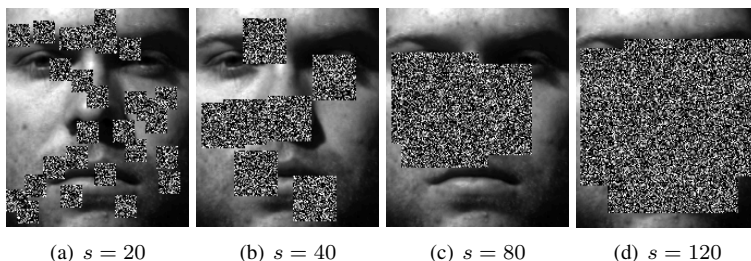 (a) s = 20 (b) s = 40 (c) s = 80 (d) s = 120